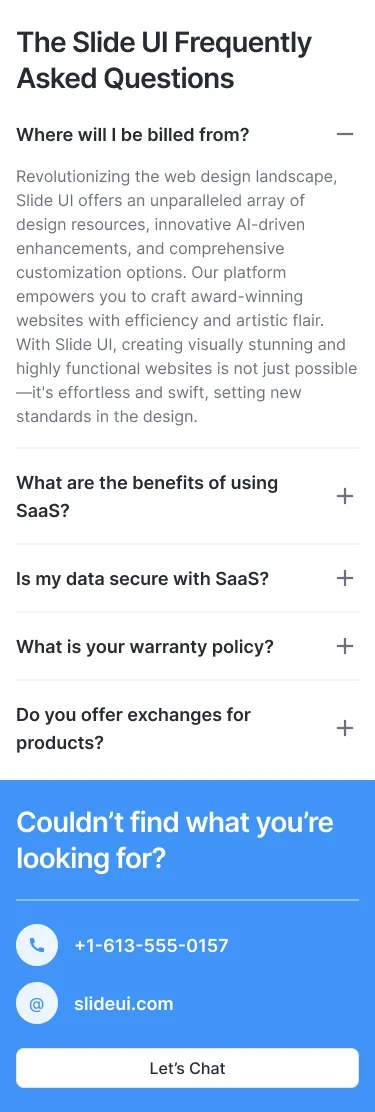 The Slide UI Frequently
Asked Questions
Where will I be billed from?
Revolutionizing the web design landscape,
Slide UI offers an unparalleled array of
design resources, innovative AI-driven
enhancements, and comprehensive
customization options. Our platform
empowers you to craft award-winning
websites with efficiency and artistic flair.
With Slide UI, creating visually stunning and
highly functional websites is not just possible
—it's effortless and swift, setting new
standards in the design.
What are the benefits of using
SaaS?
Is my data secure with SaaS?
What is your warranty policy?
Do you offer exchanges for
products?
Couldn’t find what you’re
looking for?
+1-613-555-0157
@ slideui.com
Let’s Chat